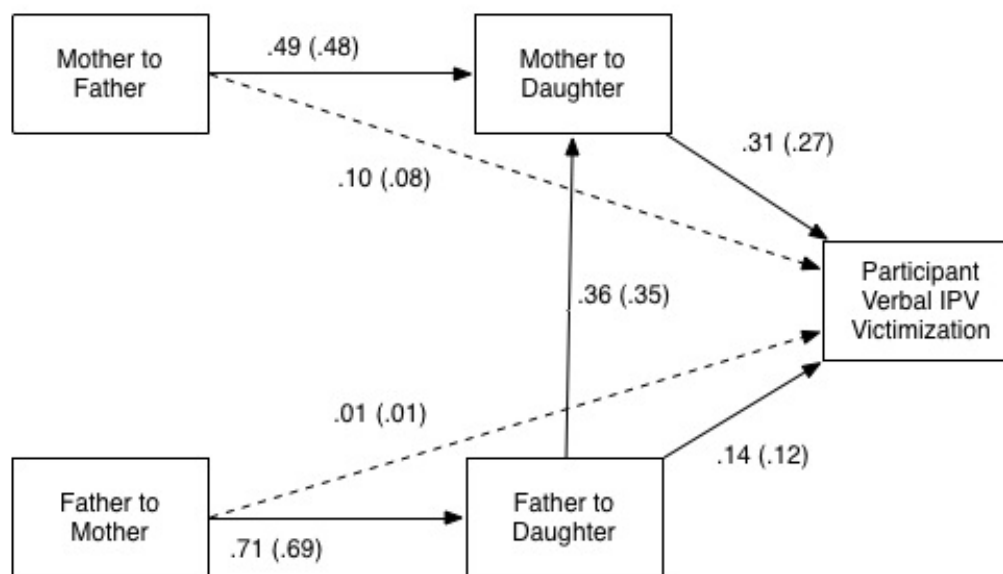 Mother to
Father
.49 (.48)
Mother to
Daughter
.31 (.27)
.10 (.08)
Participant
Verbal IPV
Victimization
.36 (.35)
.01 (.01)
.14 (.12)
Father to
Mother
.71 (.69)
Father to
Daughter